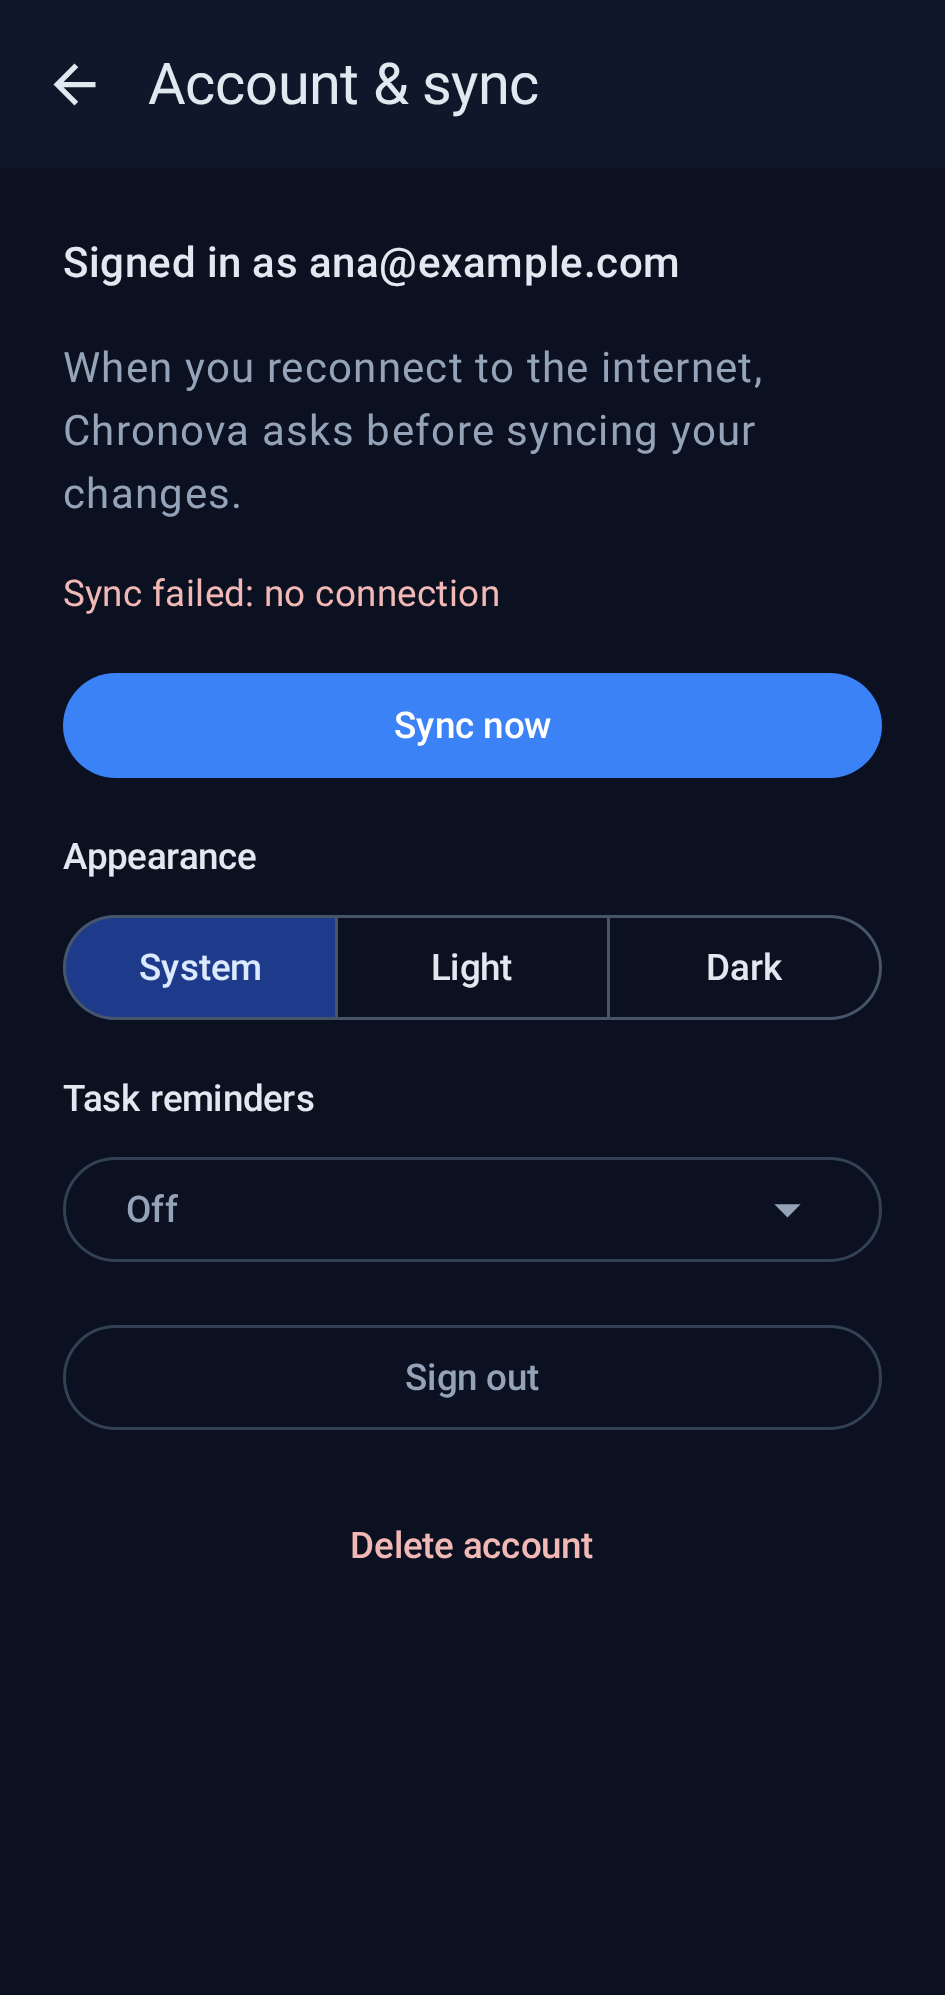 Account & sync
Signed in as ana@example.com
When you reconnect to the internet,
Chronova asks before syncing your
changes.
Sync failed: no connection
Sync now
Appearance
System Light Dark
Task reminders
Off
Sign out
Delete account